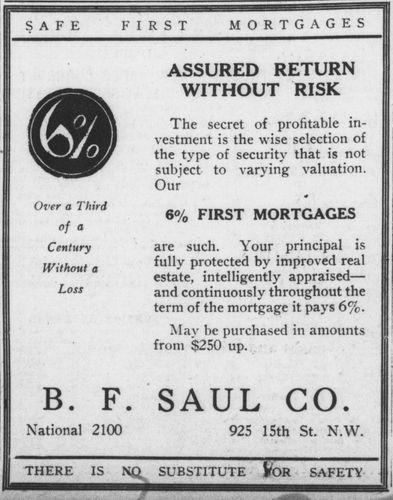 SAFE FIRST MORTGAGES
ASSURED RETURN
WITHOUT RISK
6%
The secret of profitable in-
vestment is the wise selection of
the type of security that is not
subject to varying valuation.
Our
Over a Third
of a
Century
Without a
Loss
6% FIRST MORTGAGES
are such. Your principal is
fully protected by improved real
estate, intelligently appraised—
and continuously throughout the
term of the mortgage it pays 6%.
May be purchased in amounts
from $250 up.
B. F. SAUL CO.
National 2100 925 15th St. N.W.
THERE IS NO SUBSTITUTE FOR SAFETY